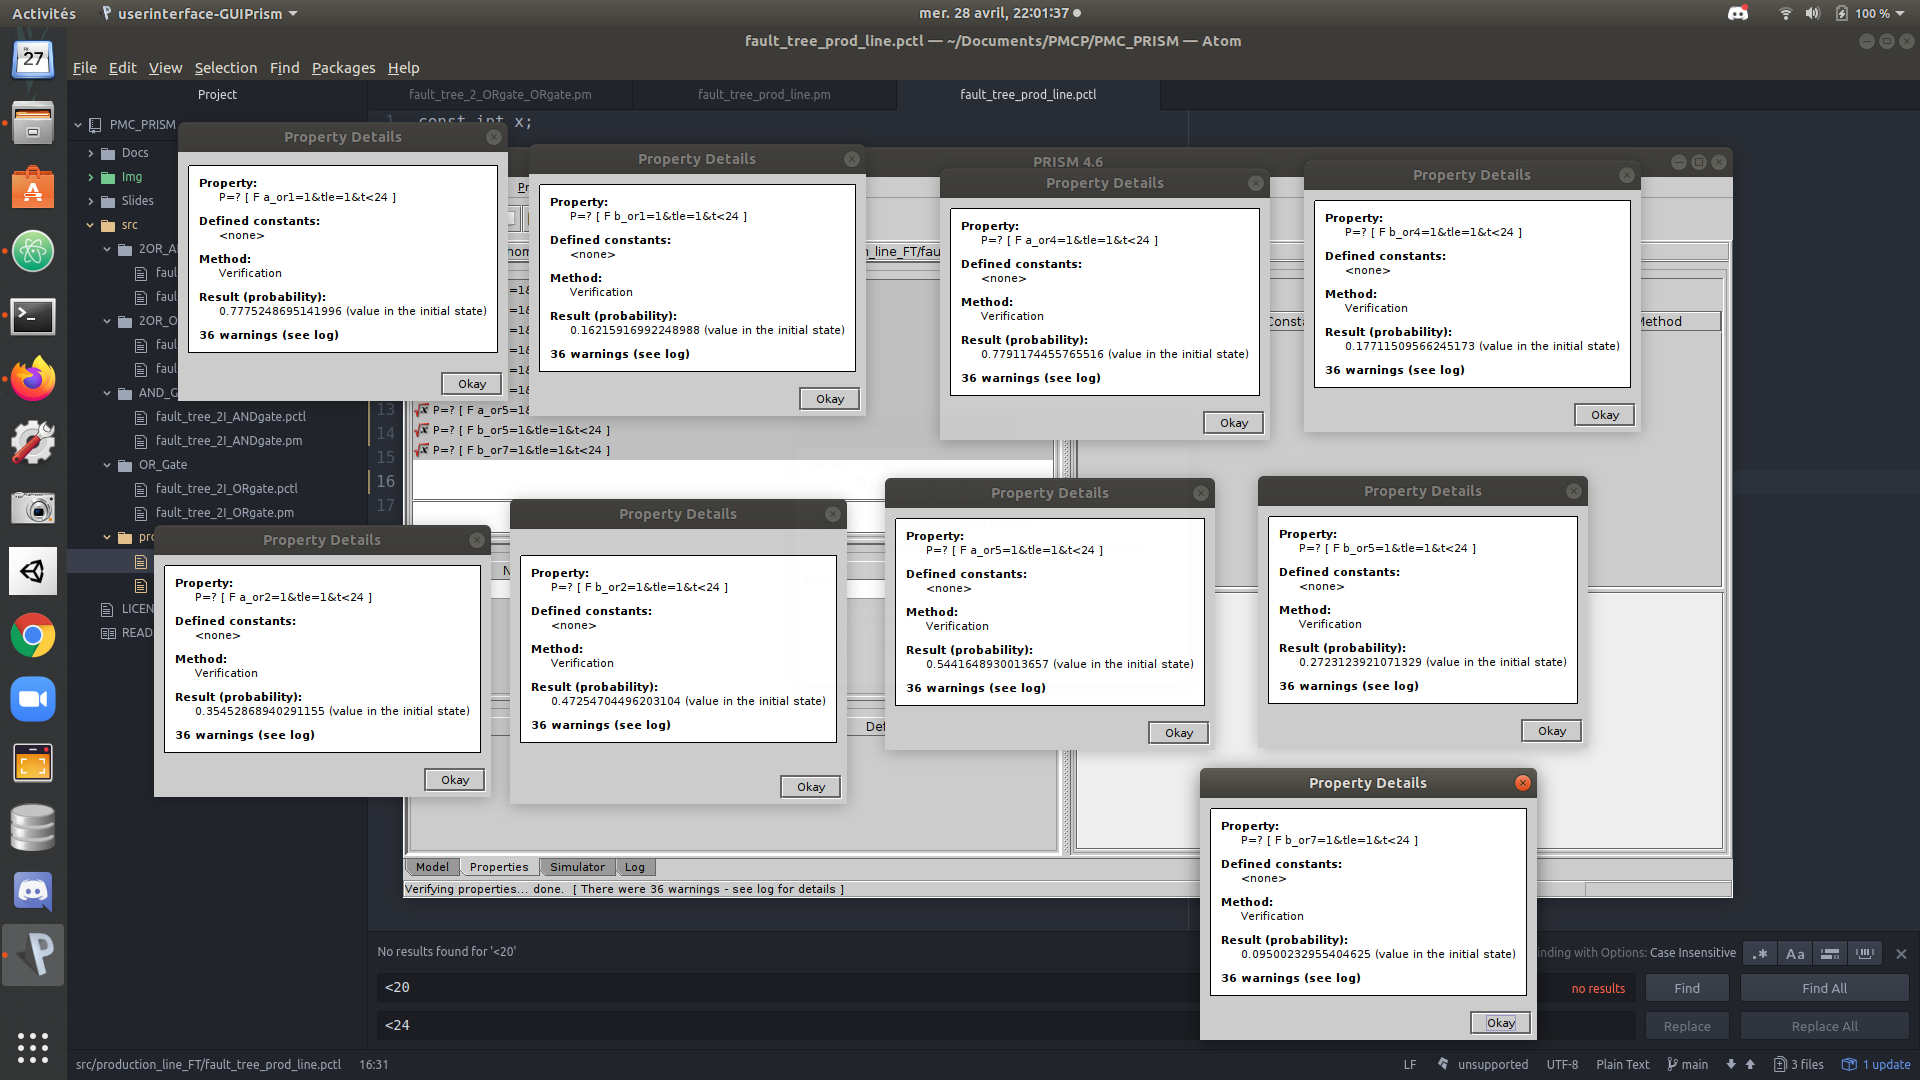 Activités
userinterface-GUIPrism
mer. 28 avril, 22:01:37
100 %
27
fault_tree_prod_line.pctl — ~/Documents/PMCP/PMC_PRISM — Atom
File Edit View Selection Find Packages Help
Project
fault_tree_2_ORgate_ORgate.pm
fault_tree_prod_line.pm
fault_tree_prod_line.pctl
const int x;
PMC_PRISM
Docs
Img
Slides
src
AND_G
fault_tree_2I_ANDgate.pctl
fault_tree_2I_ANDgate.pm
OR_Gate
fault_tree_2I_ORgate.pctl
fault_tree_2I_ORgate.pm
PRISM 4.6
Property Details
Property:
P=? [ F a_or1=1&tle=1&t<24 ]
Defined constants:
<none>
Method:
Verification
Result (probability):
0.7775248695141996 (value in the initial state)
36 warnings (see log)
Okay
Property Details
Property:
P=? [ F b_or1=1&tle=1&t<24 ]
Defined constants:
<none>
Method:
Verification
Result (probability):
0.16215916992248988 (value in the initial state)
36 warnings (see log)
Okay
Property Details
Property:
P=? [ F a_or4=1&tle=1&t<24 ]
Defined constants:
<none>
Method:
Verification
Result (probability):
0.7791174455765516 (value in the initial state)
36 warnings (see log)
Okay
Property Details
Property:
P=? [ F b_or4=1&tle=1&t<24 ]
Defined constants:
<none>
Method:
Verification
Result (probability):
0.17711509566245173 (value in the initial state)
36 warnings (see log)
Okay
13
14
15
16
17
P=? [ F a_or5=1&
P=? [ F b_or5=1&tle=1&t<24 ]
P=? [ F b_or7=1&tle=1&t<24 ]
Method
Property Details
Property:
P=? [ F a_or2=1&tle=1&t<24 ]
Defined constants:
<none>
Method:
Verification
Result (probability):
0.35452868940291155 (value in the initial state)
36 warnings (see log)
Okay
Property Details
Property:
P=? [ F b_or2=1&tle=1&t<24 ]
Defined constants:
<none>
Method:
Verification
Result (probability):
0.47254704496203104 (value in the initial state)
36 warnings (see log)
Okay
Property Details
Property:
P=? [ F a_or5=1&tle=1&t<24 ]
Defined constants:
<none>
Method:
Verification
Result (probability):
0.5441648930013657 (value in the initial state)
36 warnings (see log)
Okay
Property Details
Property:
P=? [ F b_or5=1&tle=1&t<24 ]
Defined constants:
<none>
Method:
Verification
Result (probability):
0.2723123921071329 (value in the initial state)
36 warnings (see log)
Okay
Property Details
Property:
P=? [ F b_or7=1&tle=1&t<24 ]
Defined constants:
<none>
Method:
Verification
Result (probability):
0.09500232955404625 (value in the initial state)
36 warnings (see log)
Okay
Model Properties Simulator Log
Verifying properties... done. [ There were 36 warnings - see log for details ]
No results found for '<20'
nding with Options: Case Insensitive
.* Aa
<20
no results
Find
Find All
<24
Replace
Replace All
src/production_line_FT/fault_tree_prod_line.pctl 16:31
LF unsupported UTF-8 Plain Text main 3 files 1 update